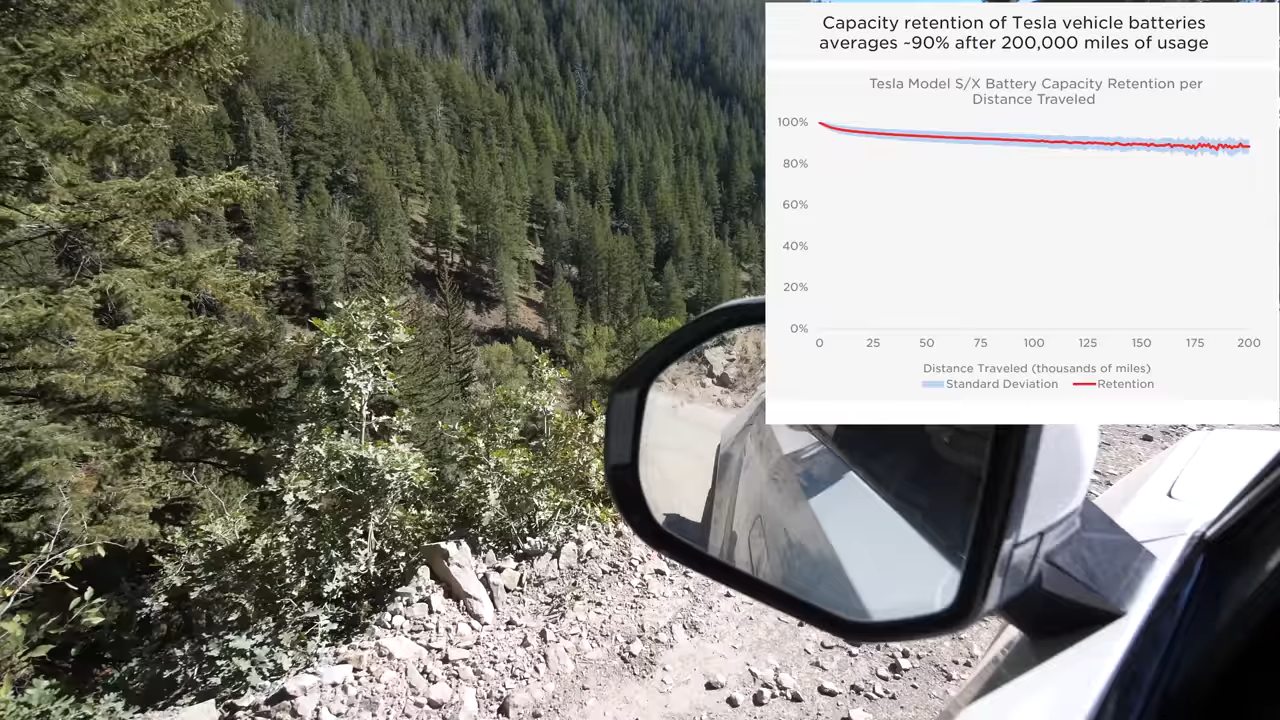 Capacity retention of Tesla vehicle batteries
averages ~90% after 200,000 miles of usage
Tesla Model S/X Battery Capacity Retention per
Distance Traveled
100%
80%
60%
40%
20%
0%
0 25 50 75 100 125 150 175 200
Distance Traveled (thousands of miles)
Standard Deviation Retention